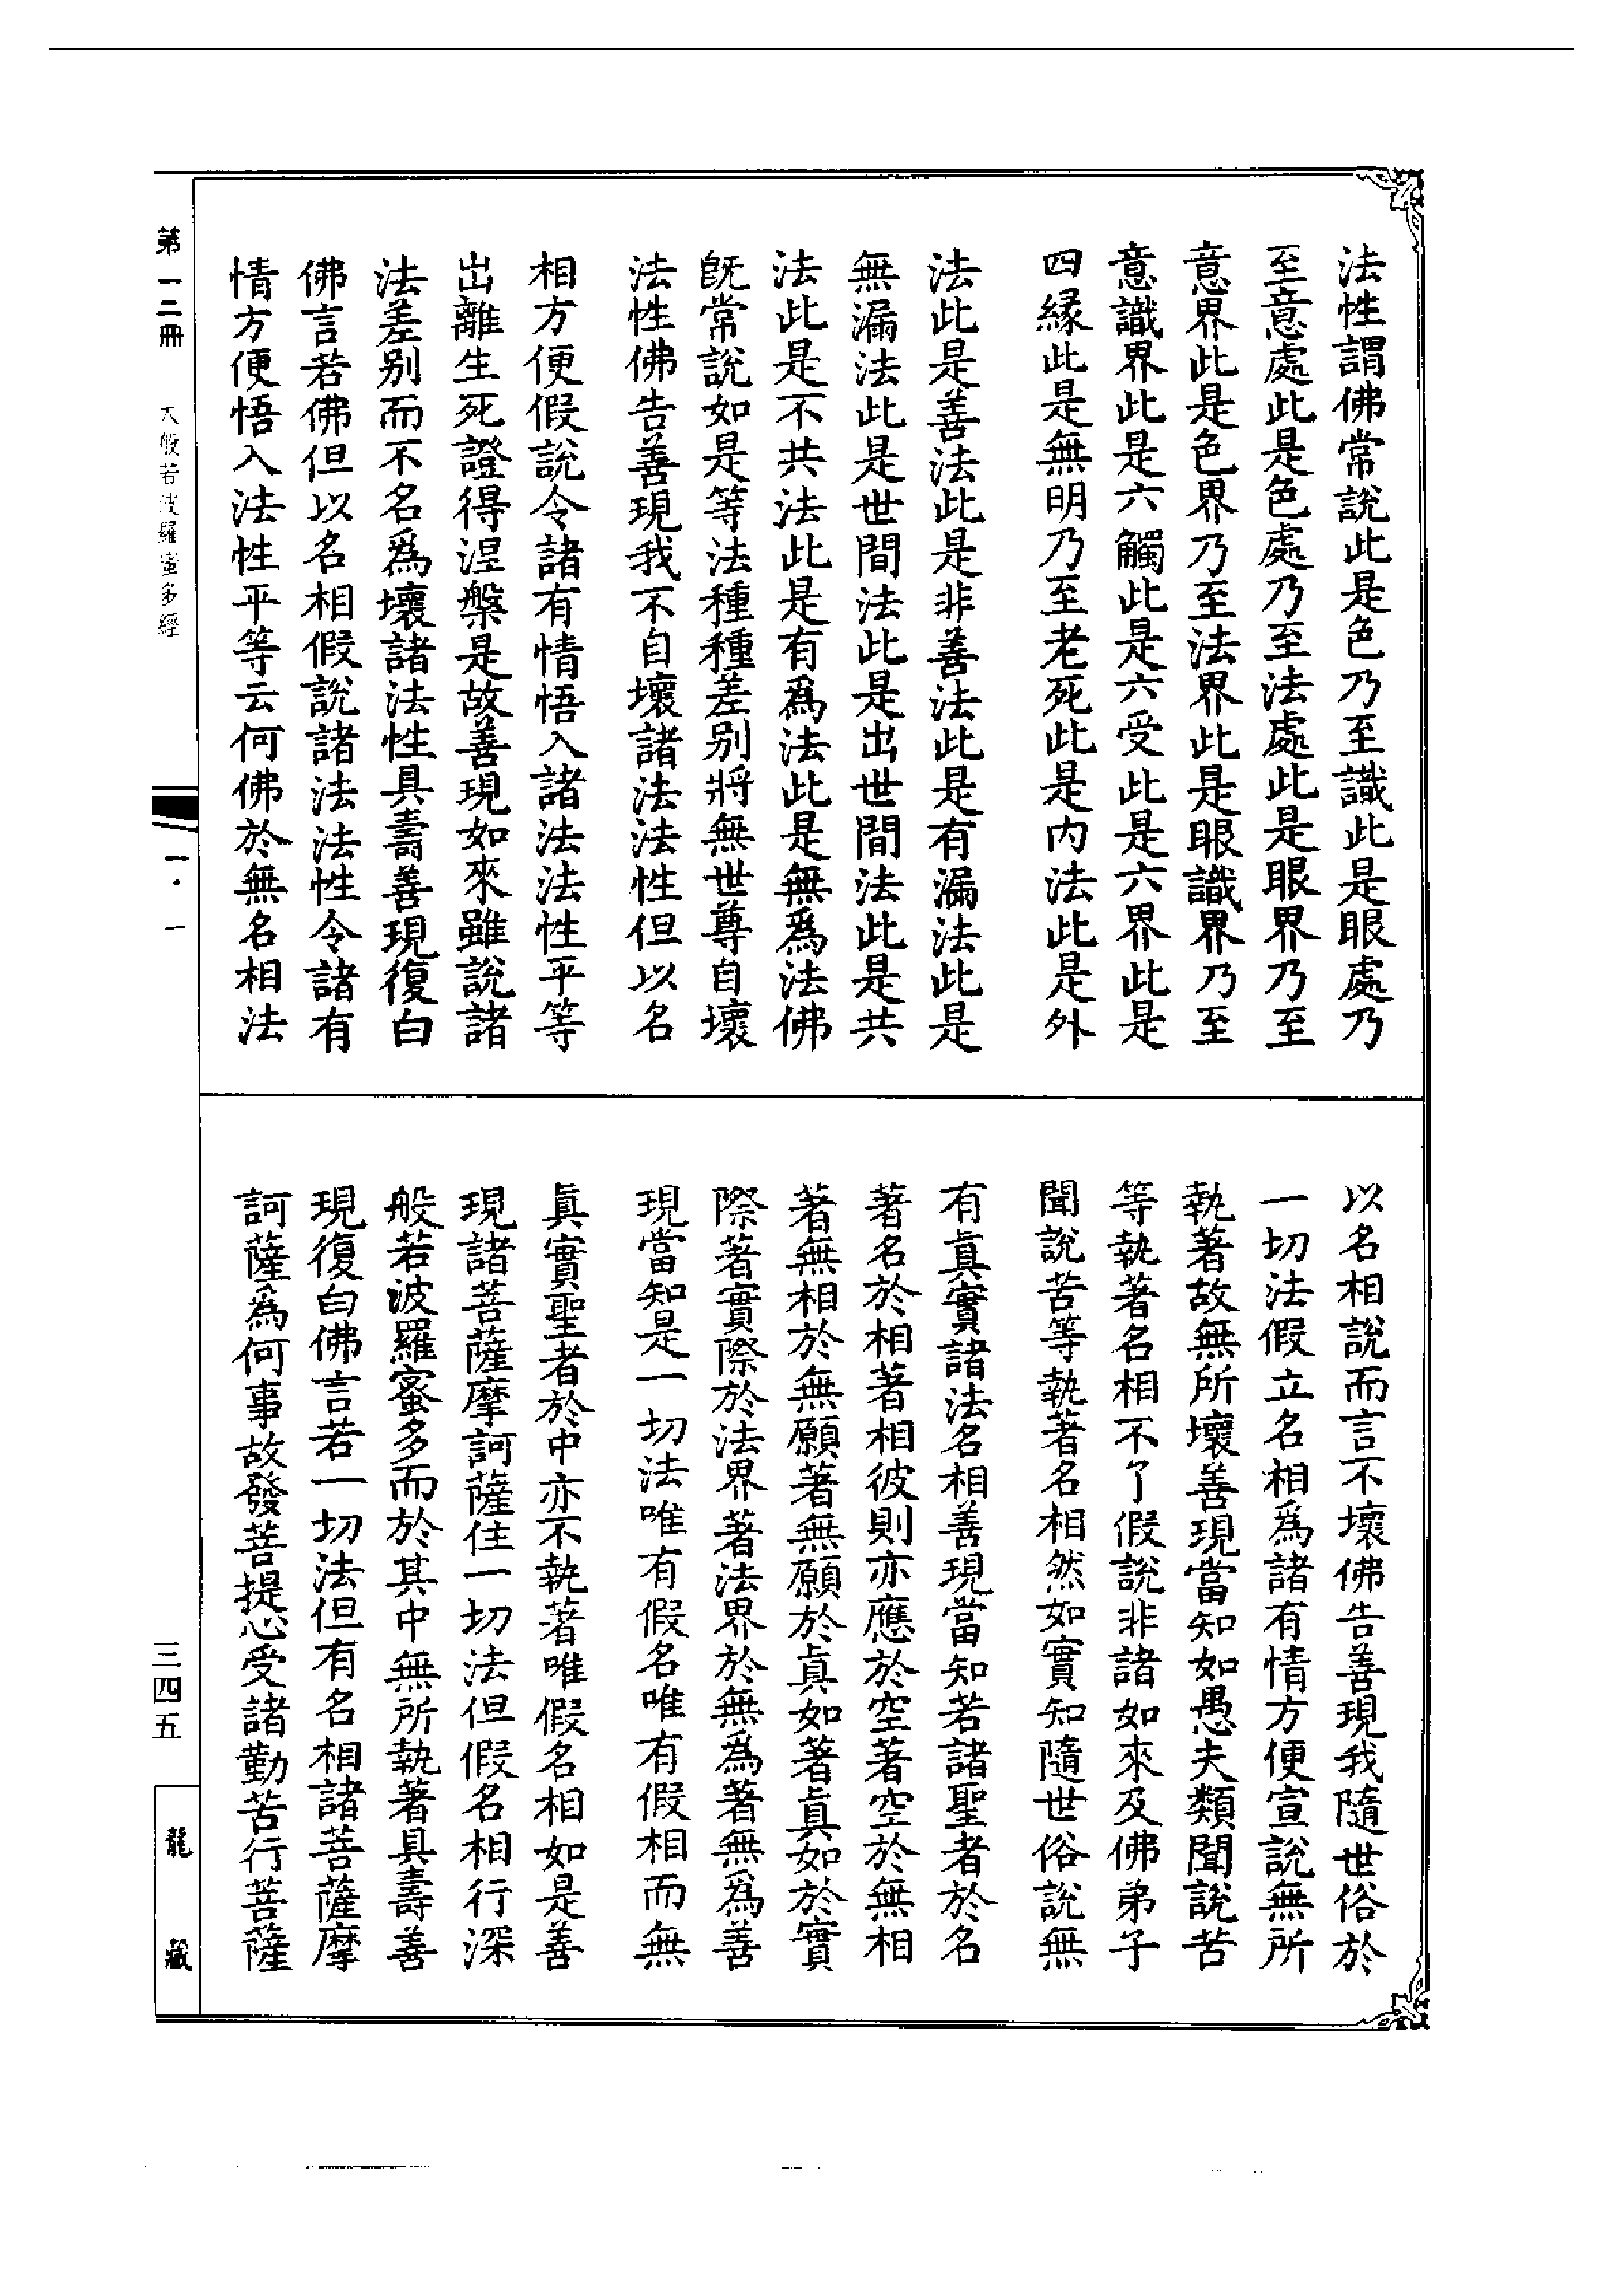 法性謂佛常說此是色乃至識此是眼處乃
至意處此是色處乃至法處此是眼界乃至
意界此是色界乃至法界此是眼識界乃至
意識界此是六觸此是六受此是六界此是
四緣此是無明乃至老死此是内法此是外
法此是善法此是非善法此是有漏法此是
無漏法此是世間法此是出世間法此是共
法此是不共法此是有爲法此是無爲法佛
旣常說如是等法種種差别將無世尊自壞
法性佛告善現我不自壞諸法法性但以名
相方便假說令諸有情悟入諸法法性平等
出離生死證得涅槃是故善現如來雖說諸
法差别而不名爲壞諸法性具壽善現復白
佛言若佛但以名相假說諸法法性令諸有
情方便悟入法性平等云何佛於無名相法
以名相說而言不壞佛告善現我隨世俗於
一切法假立名相爲諸有情方便宣說無所
執著故無所壞善現當知如愚夫類聞說苦
等執著名相不了假說非諸如來及佛弟子
聞說苦等執著名相然如實知隨世俗說無
有眞實諸法名相善現當知若諸聖者於名
著名於相著相彼則亦應於空著空於無相
著無相於無願著無願於眞如著眞如於實
際著實際於法界著法界於無爲著無爲善
現當知是一切法唯有假名唯有假相而無
眞實聖者於中亦不執著唯假名相如是善
現諸菩薩摩訶薩住一切法但假名相行深
般若波羅蜜多而於其中無所執著具壽善
現復白佛言若一切法但有名相諸菩薩摩
訶薩爲何事故發菩提心受諸勤苦行菩薩
第一二冊 大般若波羅蜜多經
一·一
三四五
龍藏